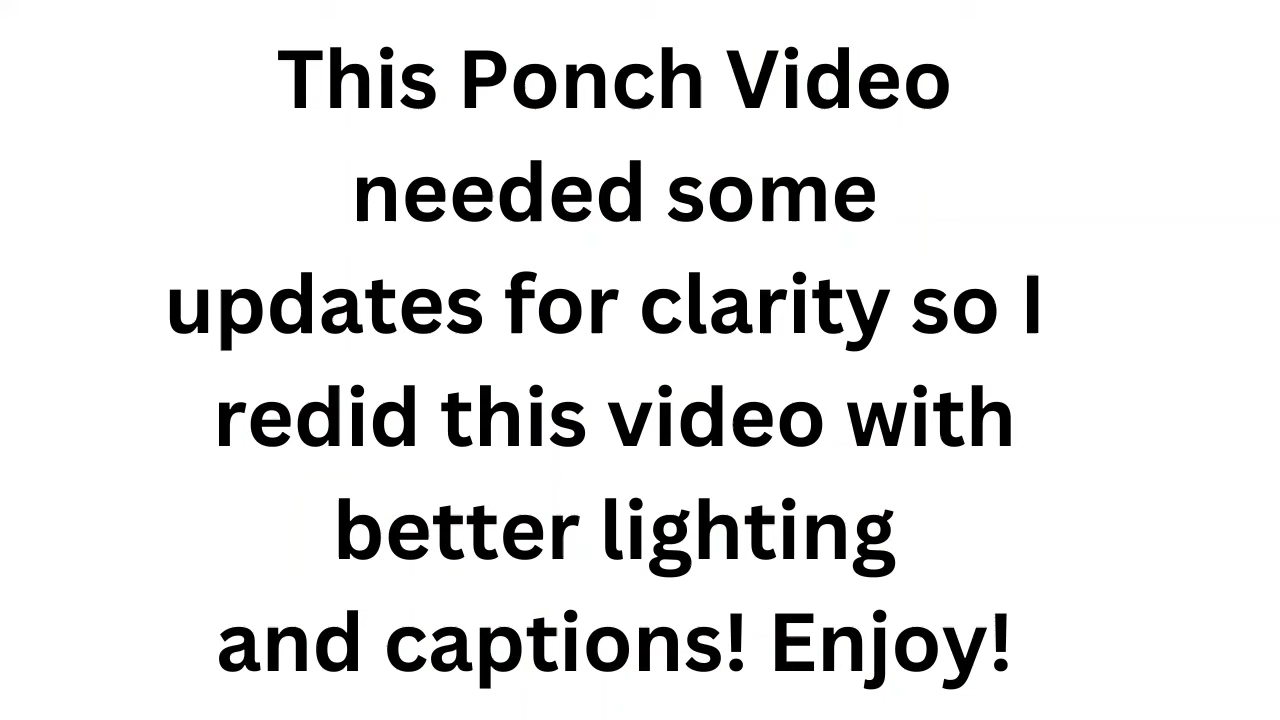 This Ponch Video
needed some
updates for clarity so I
redid this video with
better lighting
and captions! Enjoy!